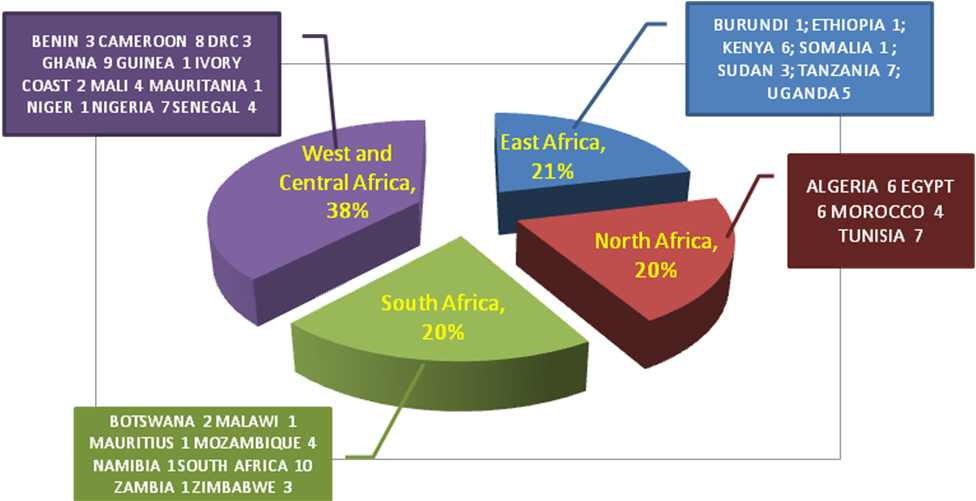 BENIN 3 CAMEROON 8 DRC 3
GHANA 9 GUINEA 1 IVORY
COAST 2 MALI 4 MAURITANIA 1
NIGER 1 NIGERIA 7 SENEGAL 4
BURUNDI 1; ETHIOPIA 1;
KENYA 6; SOMALIA 1 ;
SUDAN 3; TANZANIA 7;
UGANDA 5
West and
Central Africa,
38%
East Africa,
21%
ALGERIA 6 EGYPT
6 MOROCCO 4
TUNISIA 7
North Africa,
20%
South Africa,
20%
BOTSWANA 2 MALAWI 1
MAURITIUS 1 MOZAMBIQUE 4
NAMIBIA 1 SOUTH AFRICA 10
ZAMBIA 1 ZIMBABWE 3